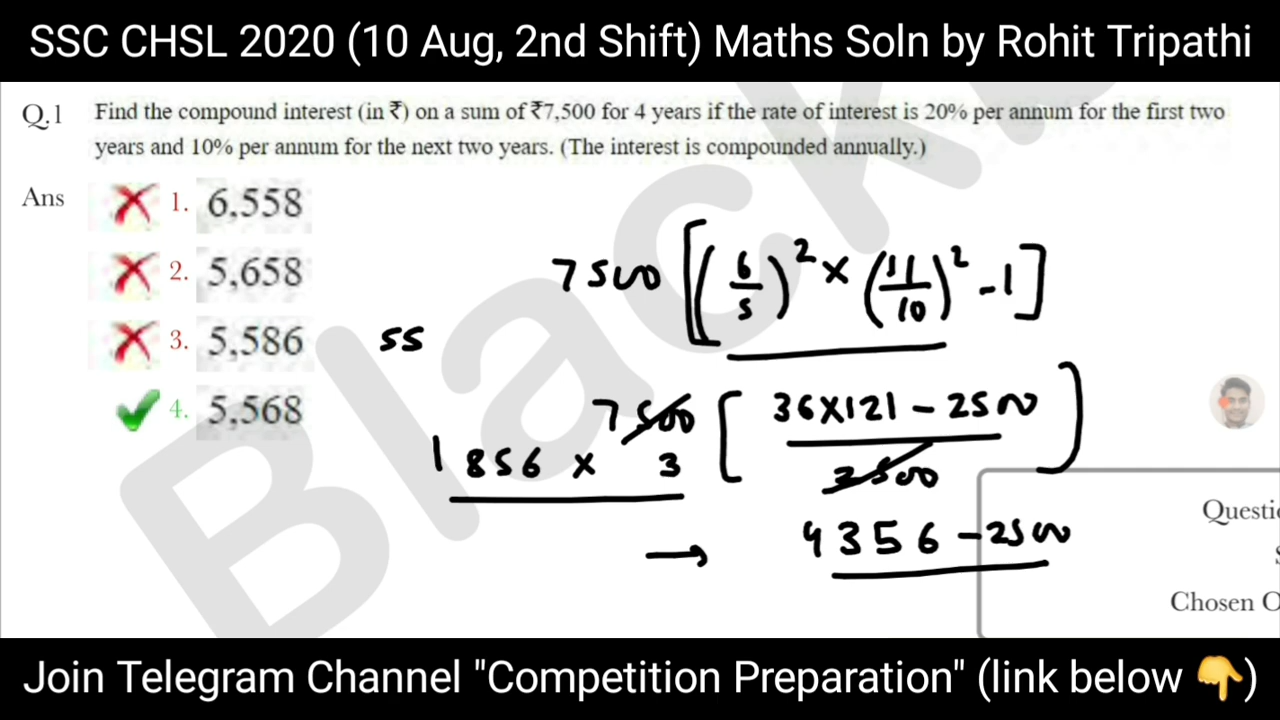 SSC CHSL 2020 (10 Aug, 2nd Shift) Maths Soln by Rohit Tripathi
Q.1 Find the compound interest (in ₹) on a sum of ₹7,500 for 4 years if the rate of interest is 20% per annum for the first two
years and 10% per annum for the next two years. (The interest is compounded annually.)
Ans
1. 6,558
2. 5,658
3. 5,586
4. 5,568
7500 [(6/5)² × (11/10)² - 1]
55
7500 [36×121 - 2500 / 2500]
1856 × 3
→ 4356 - 2500
Questi
Chosen O
Black
Join Telegram Channel "Competition Preparation" (link below 👇)